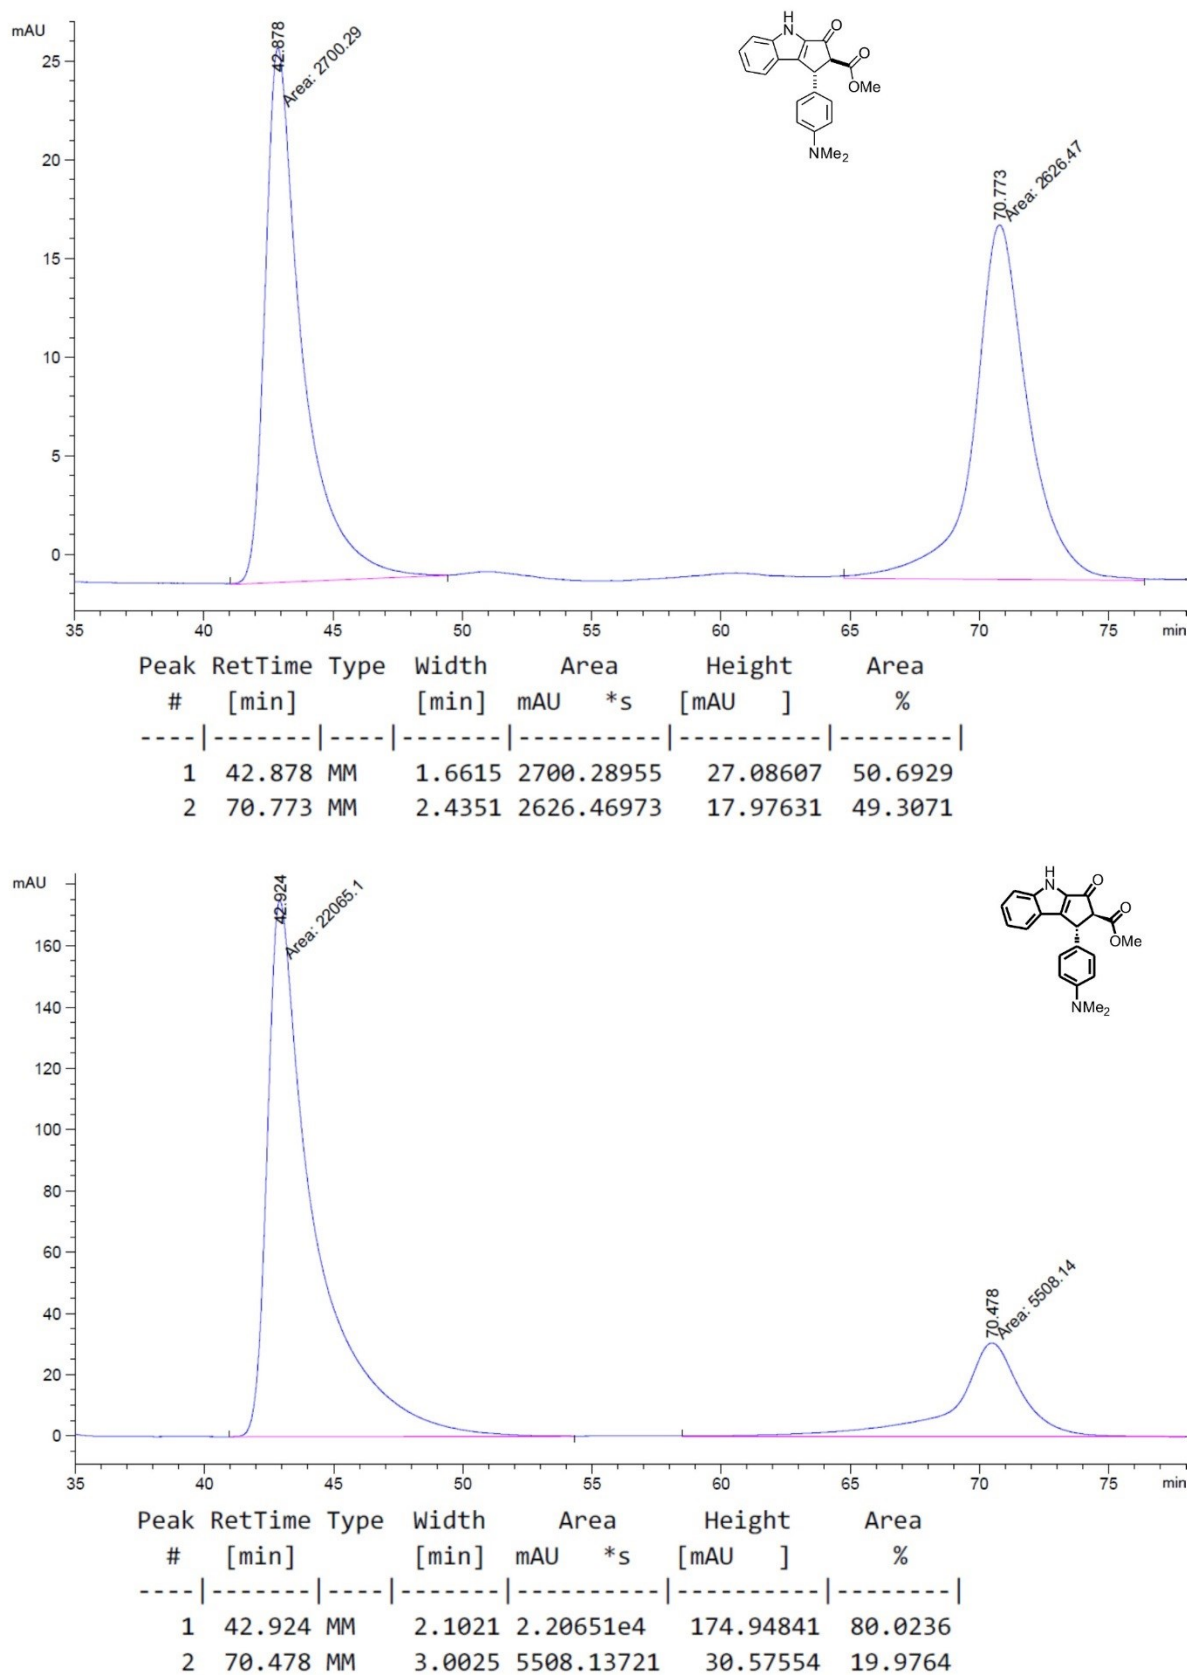 mAU
42.878
Area: 2700.29
H
N
O
O
OMe
NMe2
70.773
Area: 2626.47
25
20
15
10
5
0
35 40 45 50 55 60 65 70 75 min
Peak RetTime Type Width Area Height Area
# [min] [min] mAU *s [mAU ] %
----|-------|----|-------|----------|----------|--------|
1 42.878 MM 1.6615 2700.28955 27.08607 50.6929
2 70.773 MM 2.4351 2626.46973 17.97631 49.3071
mAU
42.924
Area: 22065.1
H
N
O
O
OMe
NMe2
160
140
120
100
80
60
40
20
0
70.478
Area: 5508.14
35 40 45 50 55 60 65 70 75 min
Peak RetTime Type Width Area Height Area
# [min] [min] mAU *s [mAU ] %
----|-------|----|-------|----------|----------|--------|
1 42.924 MM 2.1021 2.20651e4 174.94841 80.0236
2 70.478 MM 3.0025 5508.13721 30.57554 19.9764